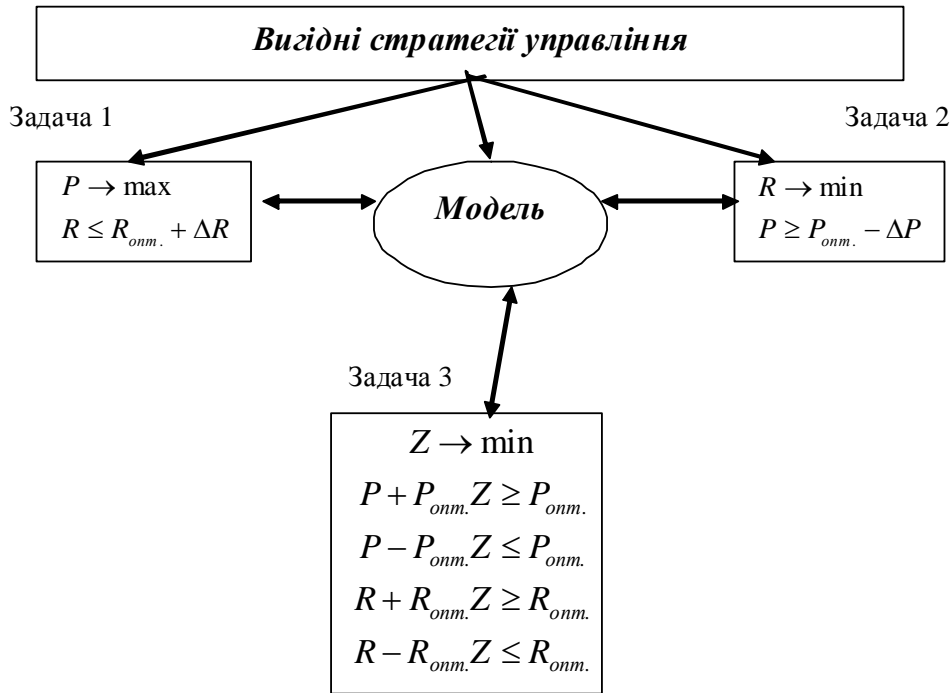 Вигідні стратегії управління
Задача 1
Задача 2
P → max
R ≤ R_опт. + ΔR
Модель
R → min
P ≥ P_опт. − ΔP
Задача 3
Z → min
P + P_опт. Z ≥ P_опт.
P − P_опт. Z ≤ P_опт.
R + R_опт. Z ≥ R_опт.
R − R_опт. Z ≤ R_опт.